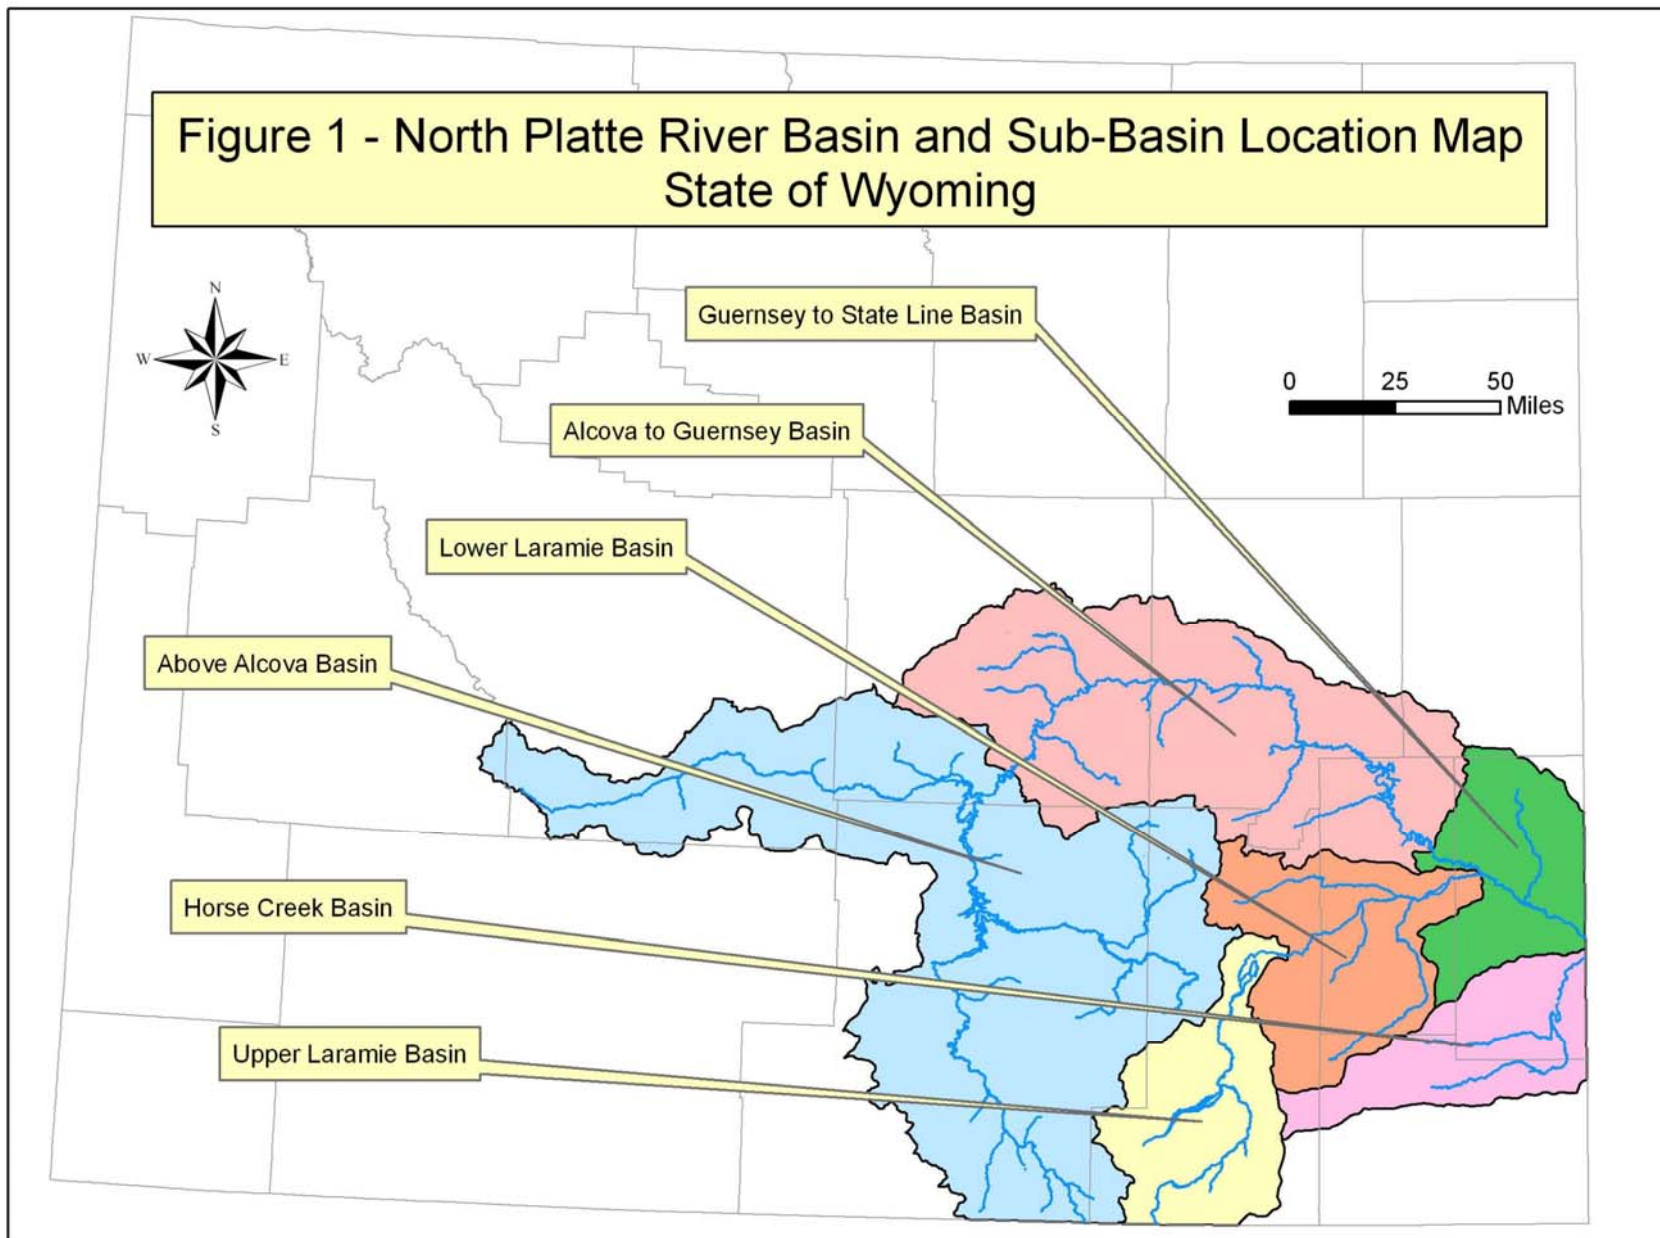 Figure 1 - North Platte River Basin and Sub-Basin Location Map
State of Wyoming
N
W
E
S
Guernsey to State Line Basin
0 25 50
Miles
Alcova to Guernsey Basin
Lower Laramie Basin
Above Alcova Basin
Horse Creek Basin
Upper Laramie Basin